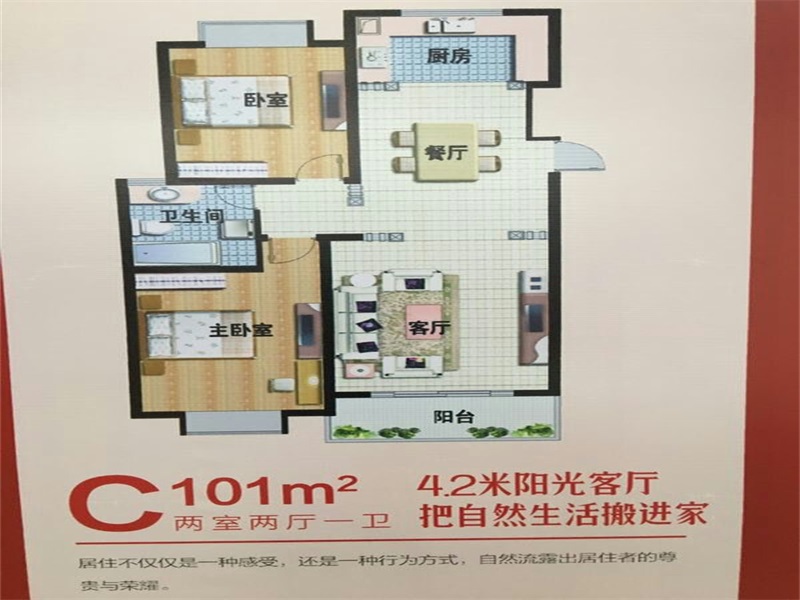 厨房
卧室
餐厅
卫生间
主卧室
客厅
阳台
C 101m²
两室两厅一卫
4.2米阳光客厅
把自然生活搬进家
居住不仅仅是一种感受，还是一种行为方式，自然流露出居住者的尊
贵与荣耀。